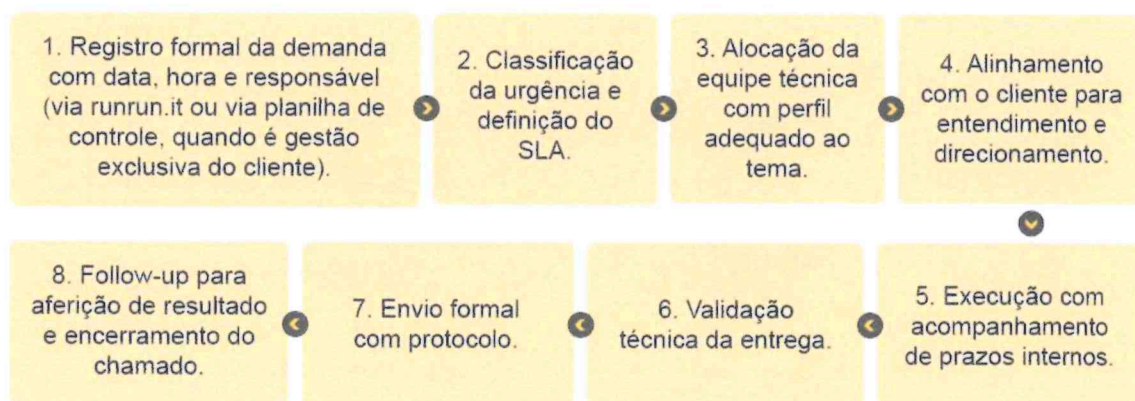 1. Registro formal da demanda
com data, hora e responsável
(via runrun.it ou via planilha de
controle, quando é gestão
exclusiva do cliente).
2. Classificação
da urgência e
definição do
SLA.
3. Alocação da
equipe técnica
com perfil
adequado ao
tema.
4. Alinhamento
com o cliente para
entendimento e
direcionamento.
5. Execução com
acompanhamento
de prazos internos.
6. Validação
técnica da entrega.
7. Envio formal
com protocolo.
8. Follow-up para
aferição de resultado
e encerramento do
chamado.